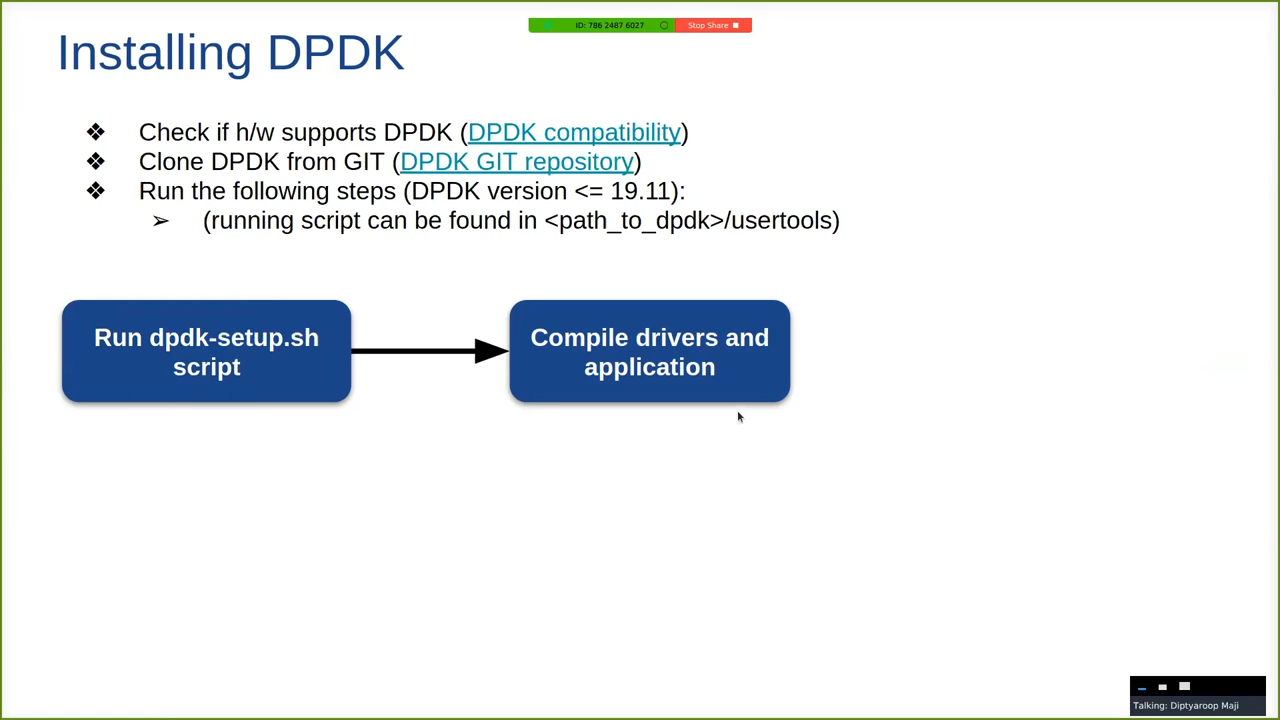 ID: 786 2487 6027
Stop Share
Installing DPDK
❖ Check if h/w supports DPDK (DPDK compatibility)
❖ Clone DPDK from GIT (DPDK GIT repository)
❖ Run the following steps (DPDK version <= 19.11):
➢ (running script can be found in <path_to_dpdk>/usertools)
Run dpdk-setup.sh
script
Compile drivers and
application
Talking: Diptyaroop Maji